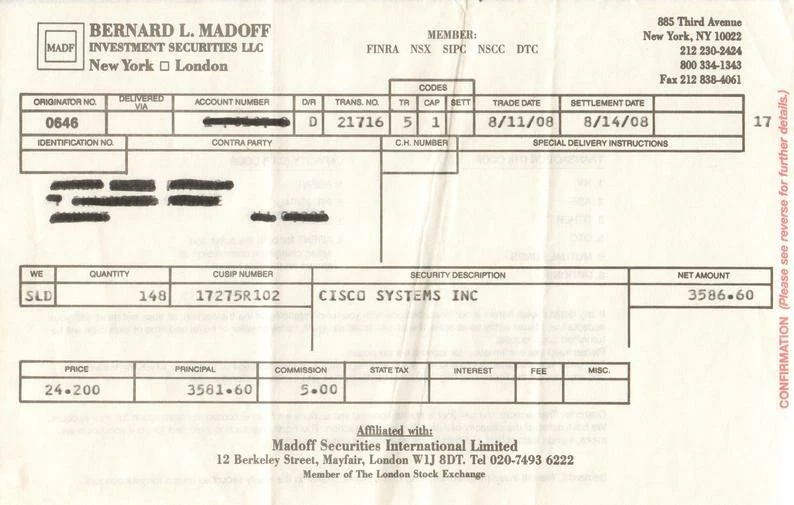 MADF
BERNARD L. MADOFF
INVESTMENT SECURITIES LLC
New York □ London
MEMBER:
FINRA NSX SIPC NSCC DTC
885 Third Avenue
New York, NY 10022
212 230-2424
800 334-1343
Fax 212 838-4061
CODES
ORIGINATOR NO. DELIVERED VIA ACCOUNT NUMBER D/R TRANS. NO. TR CAP SETT TRADE DATE SETTLEMENT DATE
0646 D 21716 5 1 8/11/08 8/14/08 17
IDENTIFICATION NO. CONTRA PARTY C.H. NUMBER SPECIAL DELIVERY INSTRUCTIONS
WE QUANTITY CUSIP NUMBER SECURITY DESCRIPTION NET AMOUNT
SLD 148 17275R102 CISCO SYSTEMS INC 3586.60
PRICE PRINCIPAL COMMISSION STATE TAX INTEREST FEE MISC.
24.200 3581.60 5.00
Affiliated with:
Madoff Securities International Limited
12 Berkeley Street, Mayfair, London W1J 8DT. Tel 020-7493 6222
Member of The London Stock Exchange
CONFIRMATION (Please see reverse for further details.)